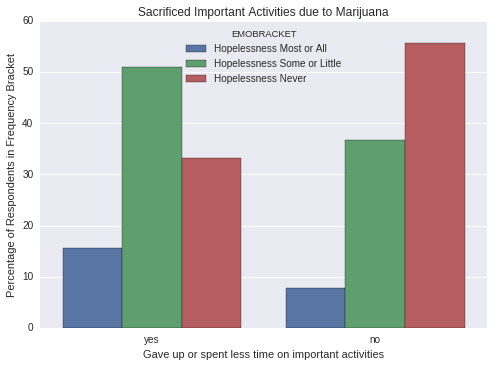 Sacrificed Important Activities due to Marijuana
EMOBRACKET
Hopelessness Most or All
Hopelessness Some or Little
Hopelessness Never
Percentage of Respondents in Frequency Bracket
60
50
40
30
20
10
0
yes
no
Gave up or spent less time on important activities